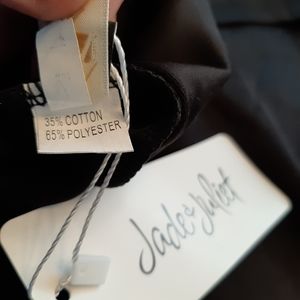 35% COTTON
65% POLYESTER
Jade & Juliet